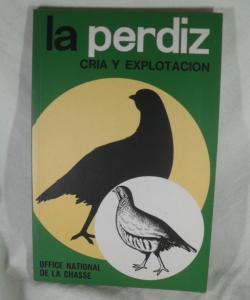 la perdiz
CRIA Y EXPLOTACION
OFFICE NATIONAL
DE LA CHASSE